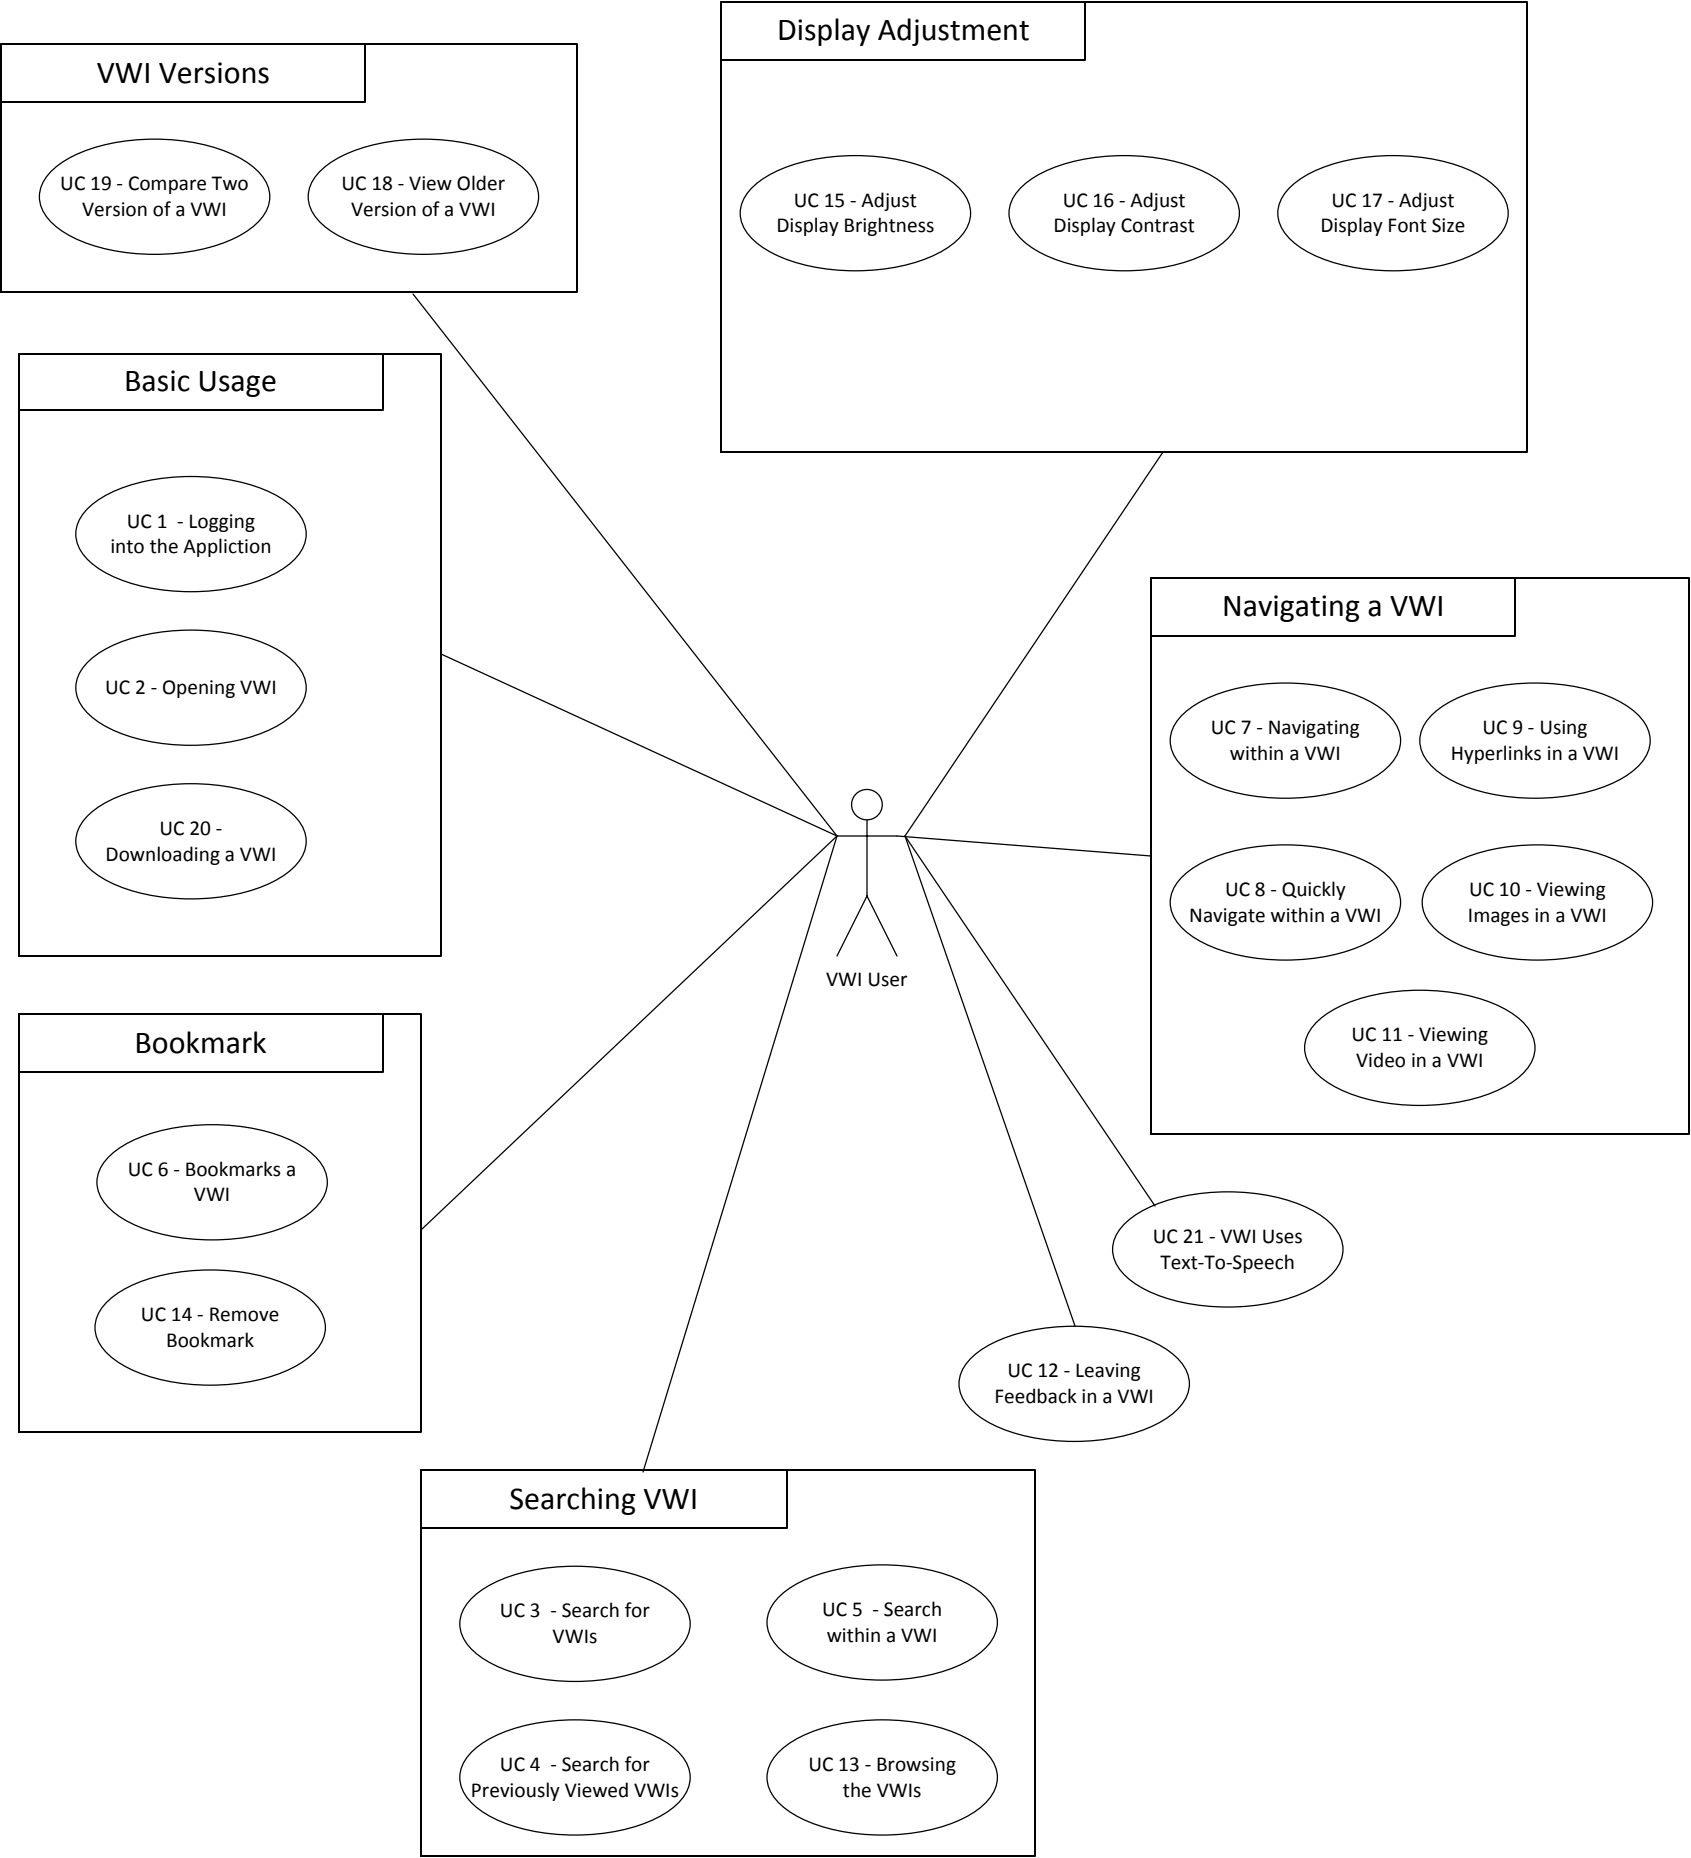 Display Adjustment
UC 15 - Adjust
Display Brightness
UC 16 - Adjust
Display Contrast
UC 17 - Adjust
Display Font Size
VWI Versions
UC 19 - Compare Two
Version of a VWI
UC 18 - View Older
Version of a VWI
Basic Usage
UC 1  - Logging
into the Appliction
UC 2 - Opening VWI
UC 20 -
Downloading a VWI
Navigating a VWI
UC 7 - Navigating
within a VWI
UC 9 - Using
Hyperlinks in a VWI
UC 8 - Quickly
Navigate within a VWI
UC 10 - Viewing
Images in a VWI
UC 11 - Viewing
Video in a VWI
VWI User
Bookmark
UC 6 - Bookmarks a
VWI
UC 14 - Remove
Bookmark
UC 21 - VWI Uses
Text-To-Speech
UC 12 - Leaving
Feedback in a VWI
Searching VWI
UC 3  - Search for
VWIs
UC 5  - Search
within a VWI
UC 4  - Search for
Previously Viewed VWIs
UC 13 - Browsing
the VWIs